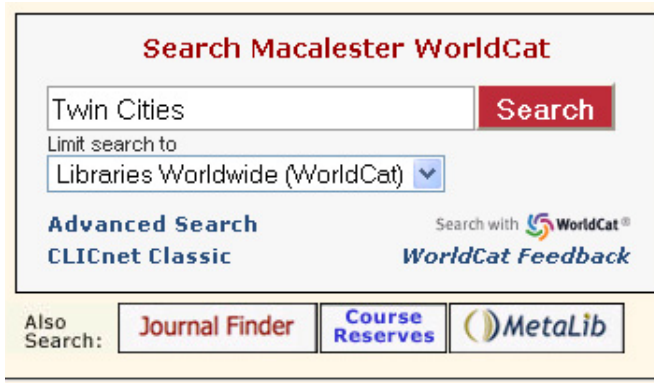 Search Macalester WorldCat
Twin Cities Search
Limit search to
Libraries Worldwide (WorldCat)
Advanced Search Search with WorldCat®
CLICnet Classic WorldCat Feedback
Also Search: Journal Finder Course Reserves MetaLib